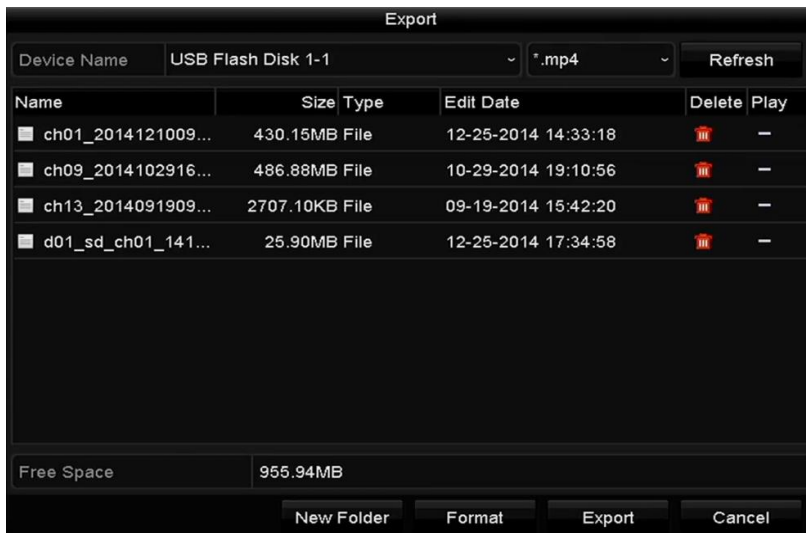 Export
Device Name USB Flash Disk 1-1 *.mp4 Refresh
Name Size Type Edit Date Delete Play
ch01_2014121009... 430.15MB File 12-25-2014 14:33:18
ch09_2014102916... 486.88MB File 10-29-2014 19:10:56
ch13_2014091909... 2707.10KB File 09-19-2014 15:42:20
d01_sd_ch01_141... 25.90MB File 12-25-2014 17:34:58
Free Space 955.94MB
New Folder Format Export Cancel